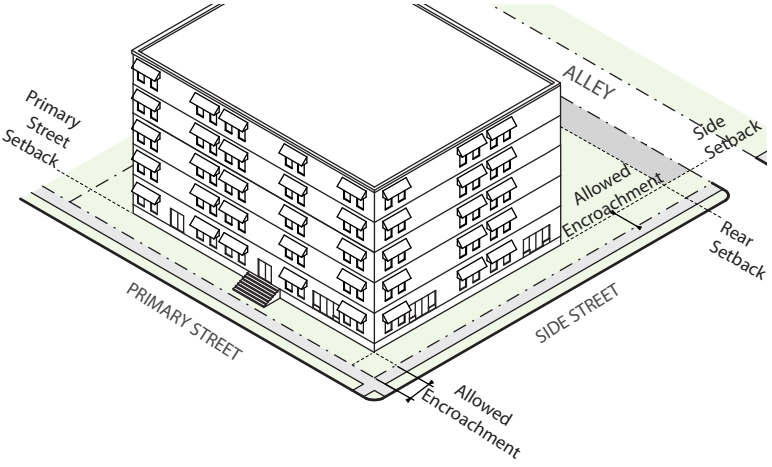 ALLEY
Primary
Street
Setback
Side
Setback
Allowed
Encroachment
Rear
Setback
PRIMARY STREET
SIDE STREET
Allowed
Encroachment